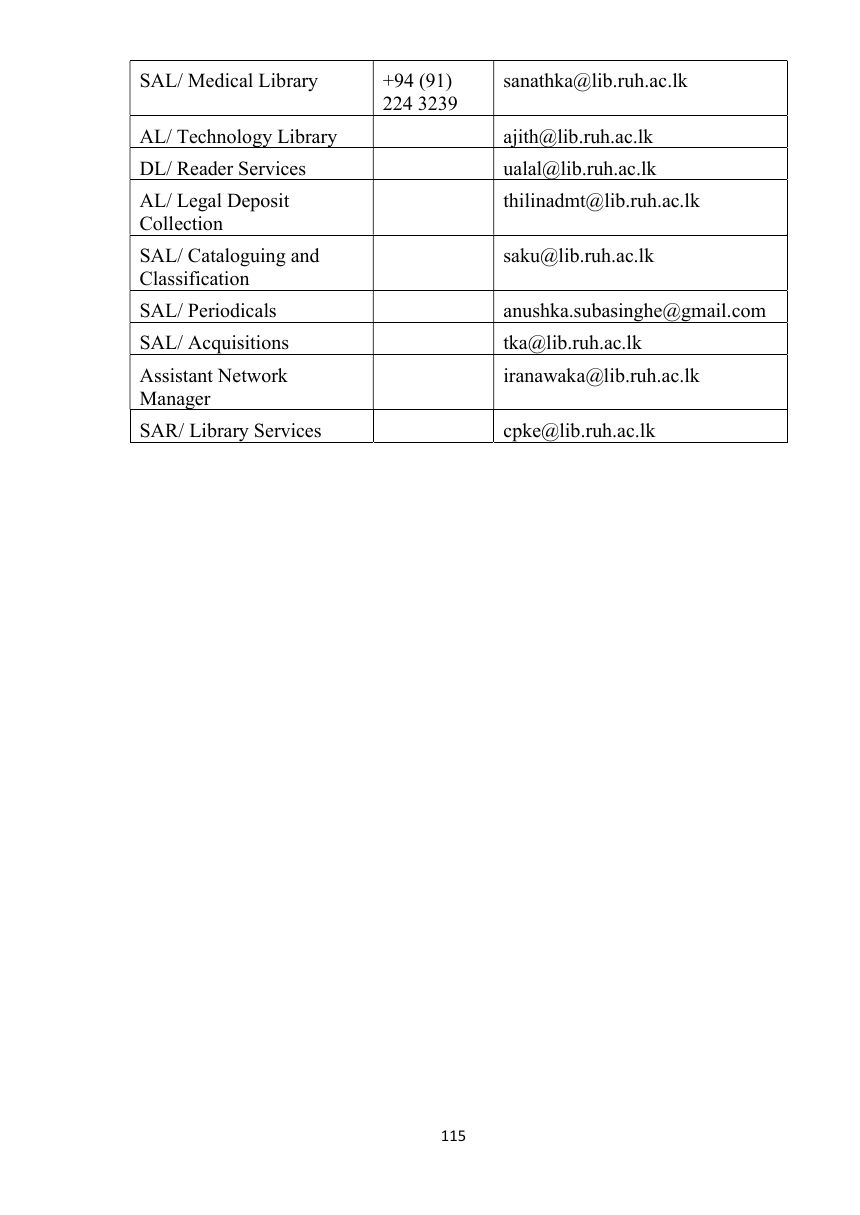 SAL/ Medical Library +94 (91) sanathka@lib.ruh.ac.lk
224 3239
AL/ Technology Library ajith@lib.ruh.ac.lk
DL/ Reader Services ualal@lib.ruh.ac.lk
AL/ Legal Deposit thilinadmt@lib.ruh.ac.lk
Collection
SAL/ Cataloguing and saku@lib.ruh.ac.lk
Classification
SAL/ Periodicals anushka.subasinghe@gmail.com
SAL/ Acquisitions tka@lib.ruh.ac.lk
Assistant Network iranawaka@lib.ruh.ac.lk
Manager
SAR/ Library Services cpke@lib.ruh.ac.lk
115